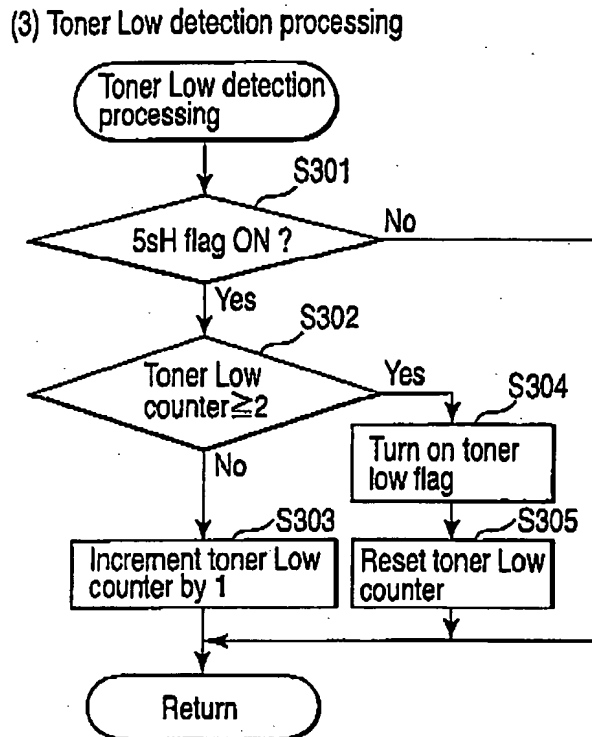 (3) Toner Low detection processing
Toner Low detection
processing
S301
5sH flag ON ?
No
Yes
S302
Toner Low
counter≧2
Yes
No
S304
Turn on toner
low flag
S303
Increment toner Low
counter by 1
S305
Reset toner Low
counter
Return